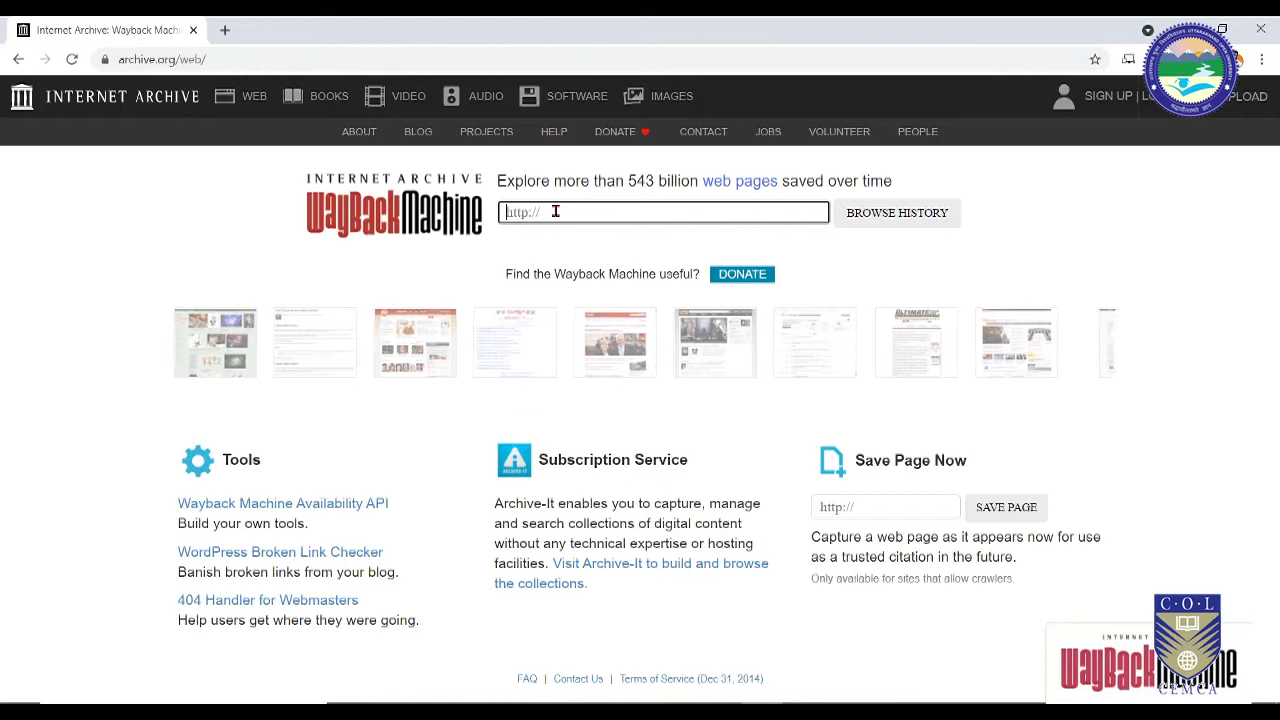 Internet Archive: Wayback Machi
archive.org/web/
INTERNET ARCHIVE WEB BOOKS VIDEO AUDIO SOFTWARE IMAGES SIGN UP | PLOAD
ABOUT BLOG PROJECTS HELP DONATE CONTACT JOBS VOLUNTEER PEOPLE
INTERNET ARCHIVE
WayBackMachine
Explore more than 543 billion web pages saved over time
http://
BROWSE HISTORY
Find the Wayback Machine useful? DONATE
Tools
Wayback Machine Availability API
Build your own tools.
WordPress Broken Link Checker
Banish broken links from your blog.
404 Handler for Webmasters
Help users get where they were going.
Subscription Service
Archive-It enables you to capture, manage
and search collections of digital content
without any technical expertise or hosting
facilities. Visit Archive-It to build and browse
the collections.
Save Page Now
http://
SAVE PAGE
Capture a web page as it appears now for use
as a trusted citation in the future.
Only available for sites that allow crawlers.
FAQ | Contact Us | Terms of Service (Dec 31, 2014)
C·O·L
CEMCA